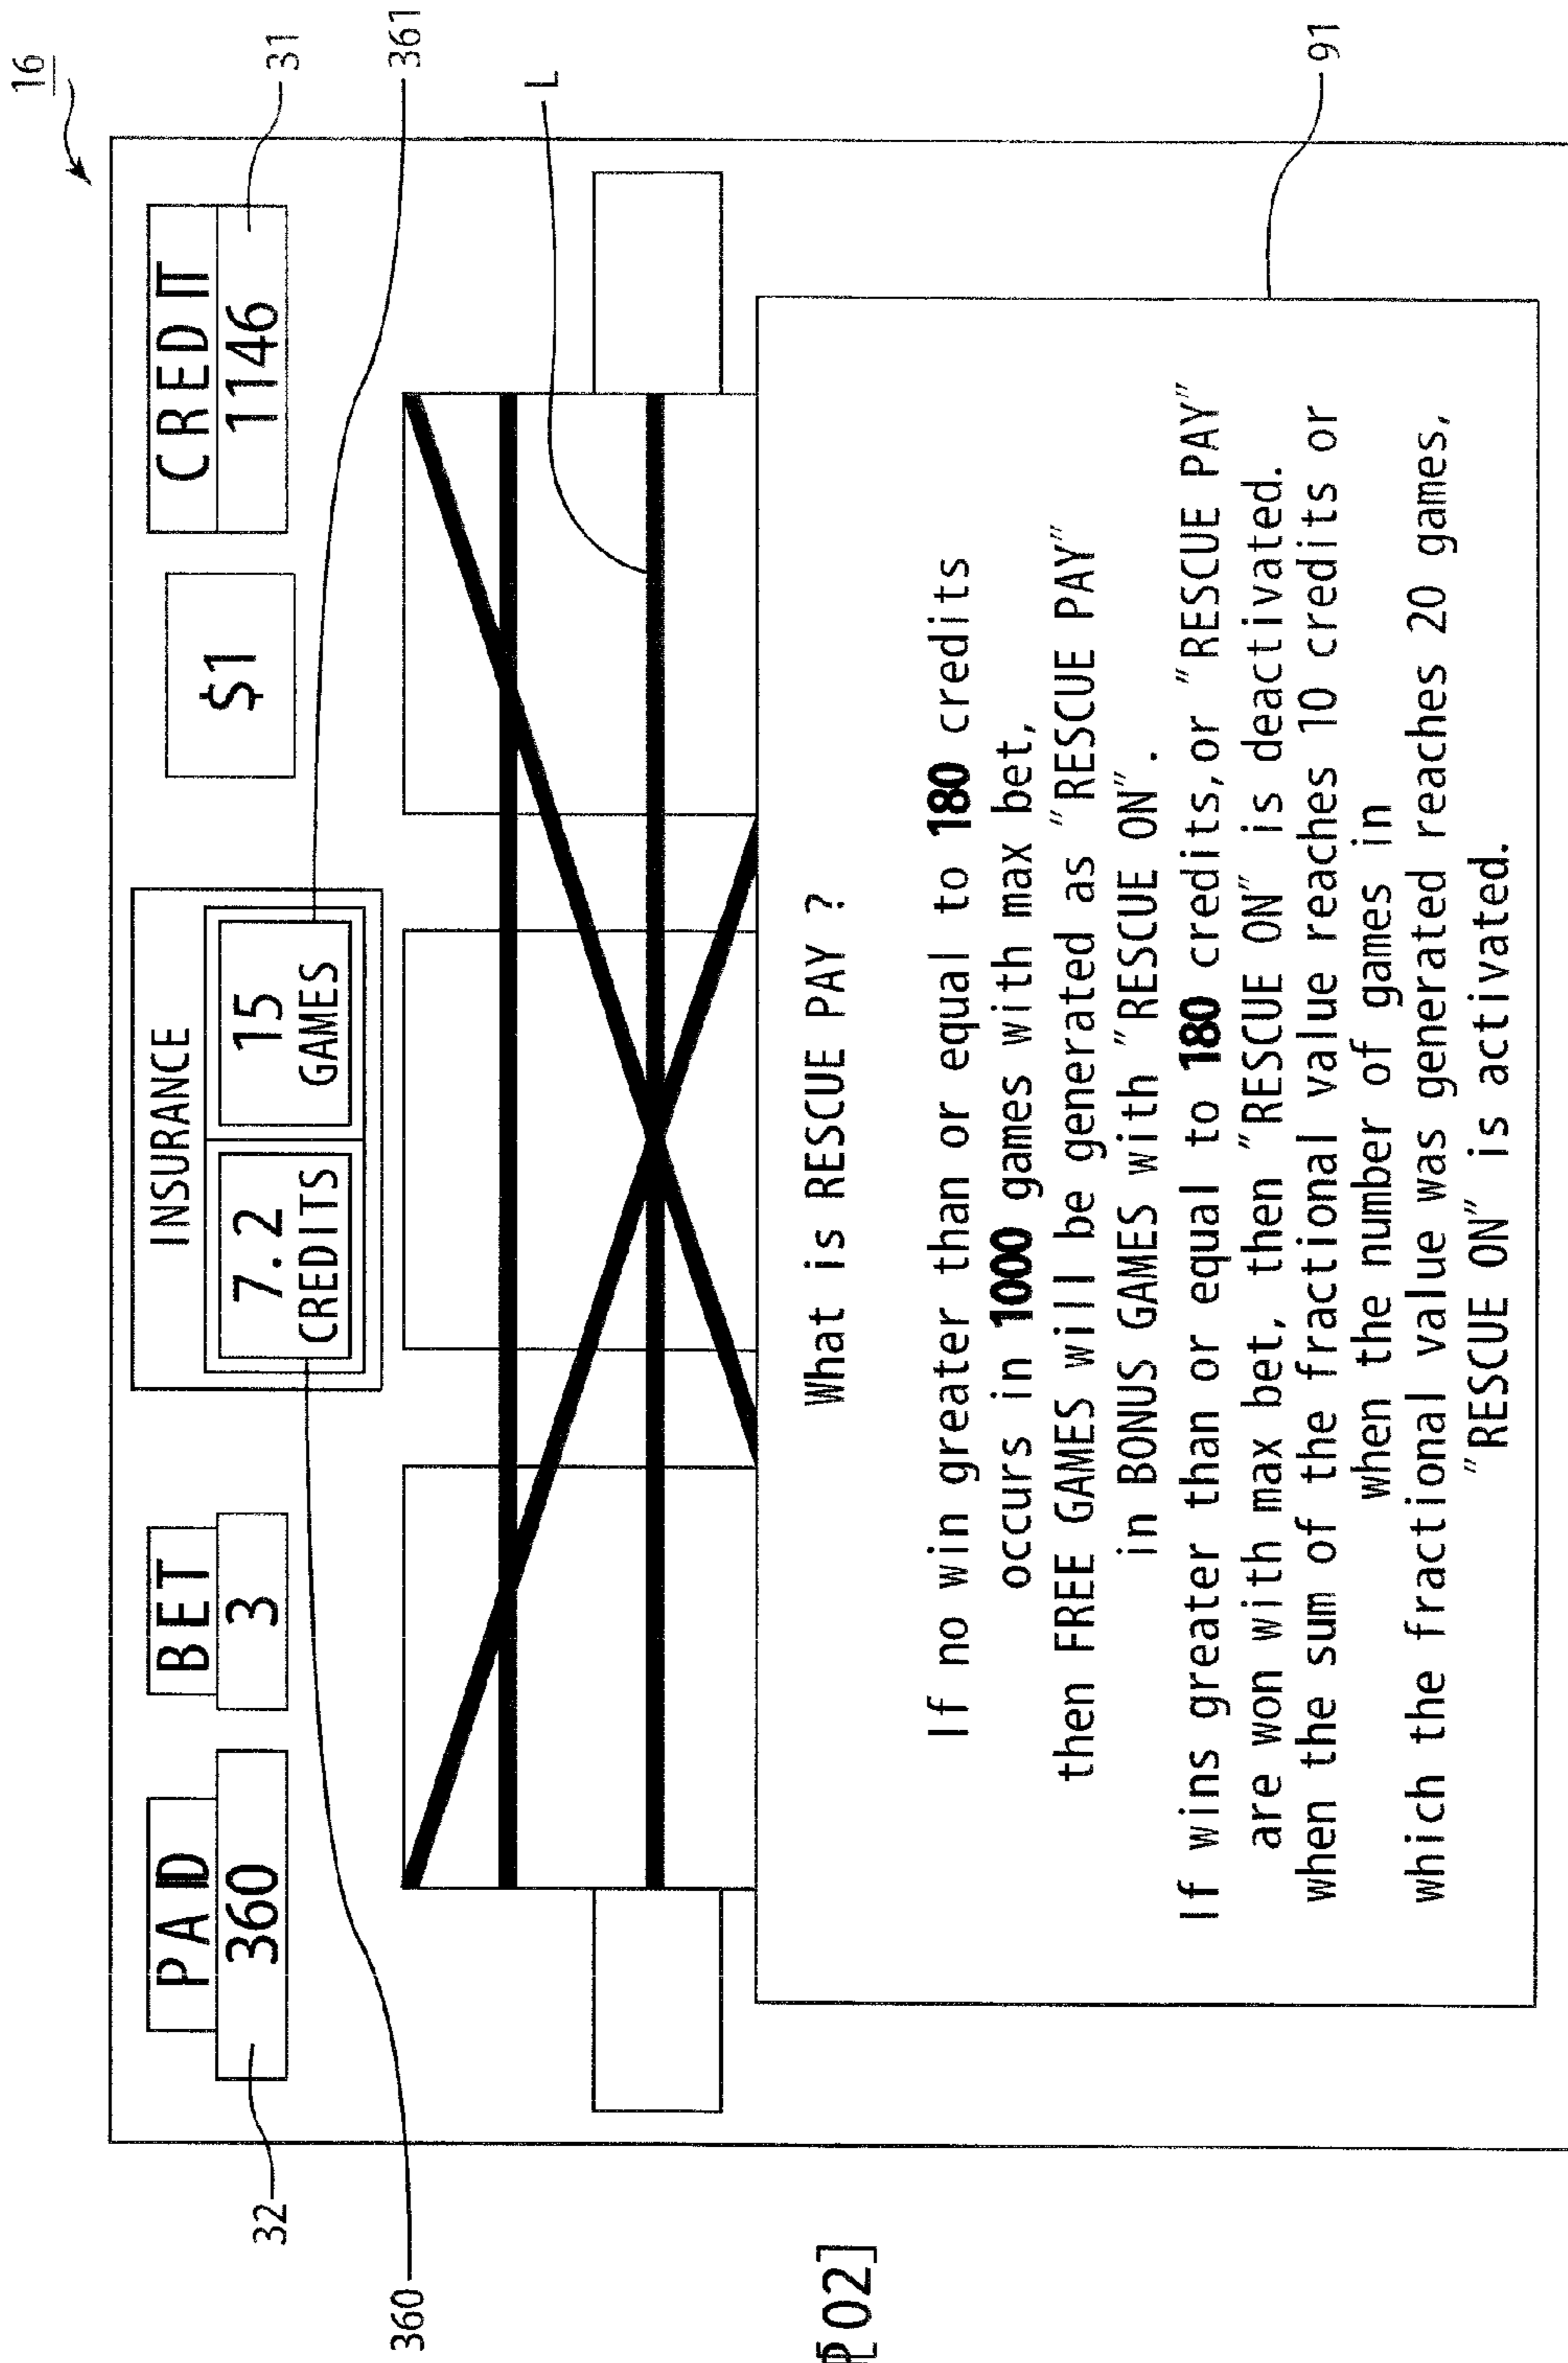 16
PAID
BET
INSURANCE
$1
CREDIT
360
3
7.2
CREDITS
15
GAMES
1146
32
31
360
361
L
What is RESCUE PAY ?
If no win greater than or equal to 180 credits
occurs in 1000 games with max bet,
then FREE GAMES will be generated as "RESCUE PAY"
in BONUS GAMES with "RESCUE ON".
If wins greater than or equal to 180 credits,or "RESCUE PAY"
are won with max bet, then "RESCUE ON" is deactivated.
when the sum of the fractional value reaches 10 credits or
when the number of games in
which the fractional value was generated reaches 20 games,
"RESCUE ON" is activated.
91
[02]